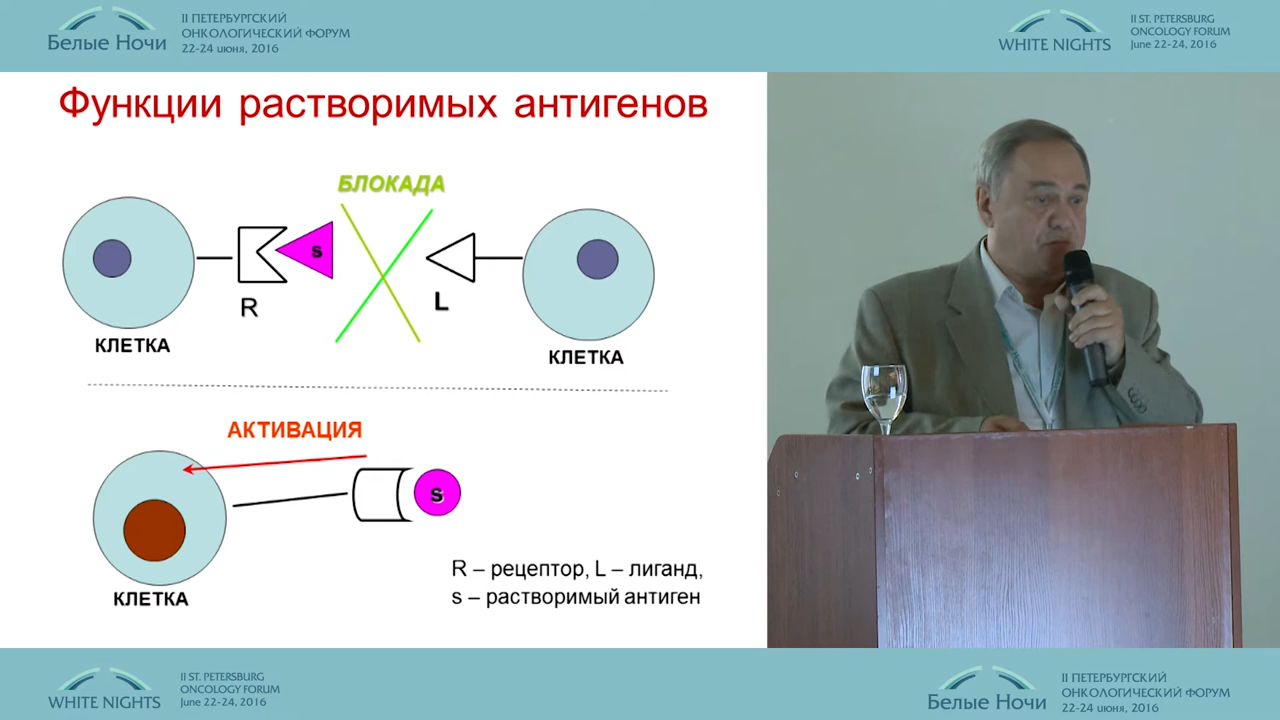 Белые Ночи
II ПЕТЕРБУРГСКИЙ
ОНКОЛОГИЧЕСКИЙ ФОРУМ
22-24 июня, 2016
WHITE NIGHTS
II ST. PETERSBURG
ONCOLOGY FORUM
June 22-24, 2016
Функции растворимых антигенов
БЛОКАДА
s
R
L
КЛЕТКА
КЛЕТКА
АКТИВАЦИЯ
s
КЛЕТКА
R – рецептор, L – лиганд,
s – растворимый антиген
WHITE NIGHTS
II ST. PETERSBURG
ONCOLOGY FORUM
June 22-24, 2016
Белые Ночи
II ПЕТЕРБУРГСКИЙ
ОНКОЛОГИЧЕСКИЙ ФОРУМ
22-24 июня, 2016